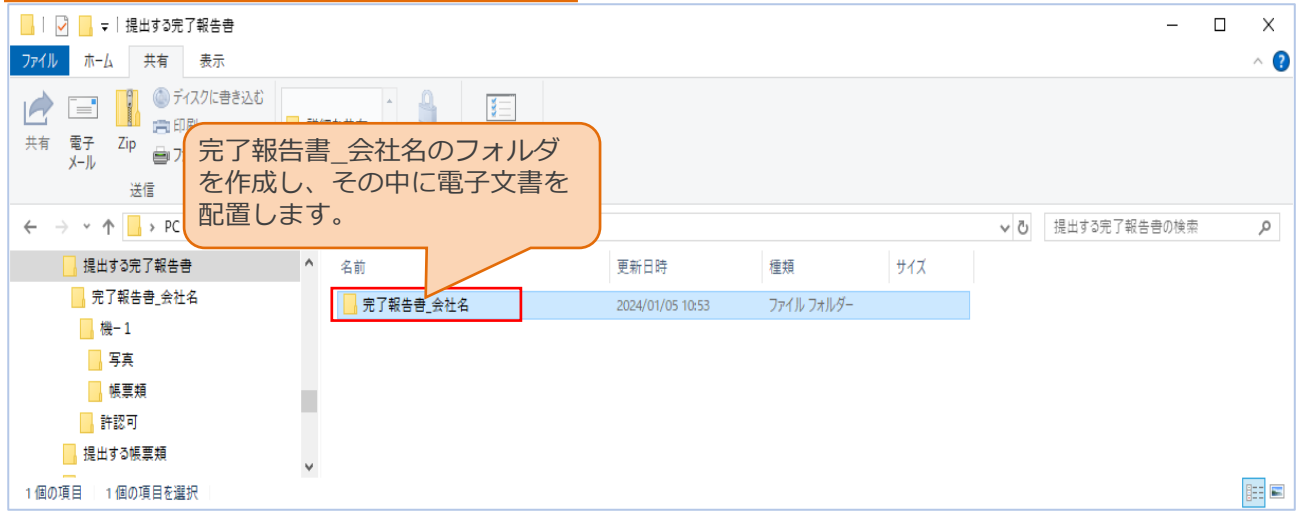 提出する完了報告書
ファイル ホーム 共有 表示
ディスクに書き込む
共有 電子メール Zip
送信
完了報告書_会社名のフォルダ
を作成し、その中に電子文書を
配置します。
PC
提出する完了報告書の検索
提出する完了報告書
完了報告書_会社名
機-1
写真
帳票類
許認可
提出する帳票類
名前 更新日時 種類 サイズ
完了報告書_会社名 2024/01/05 10:53 ファイル フォルダー
1個の項目 1個の項目を選択